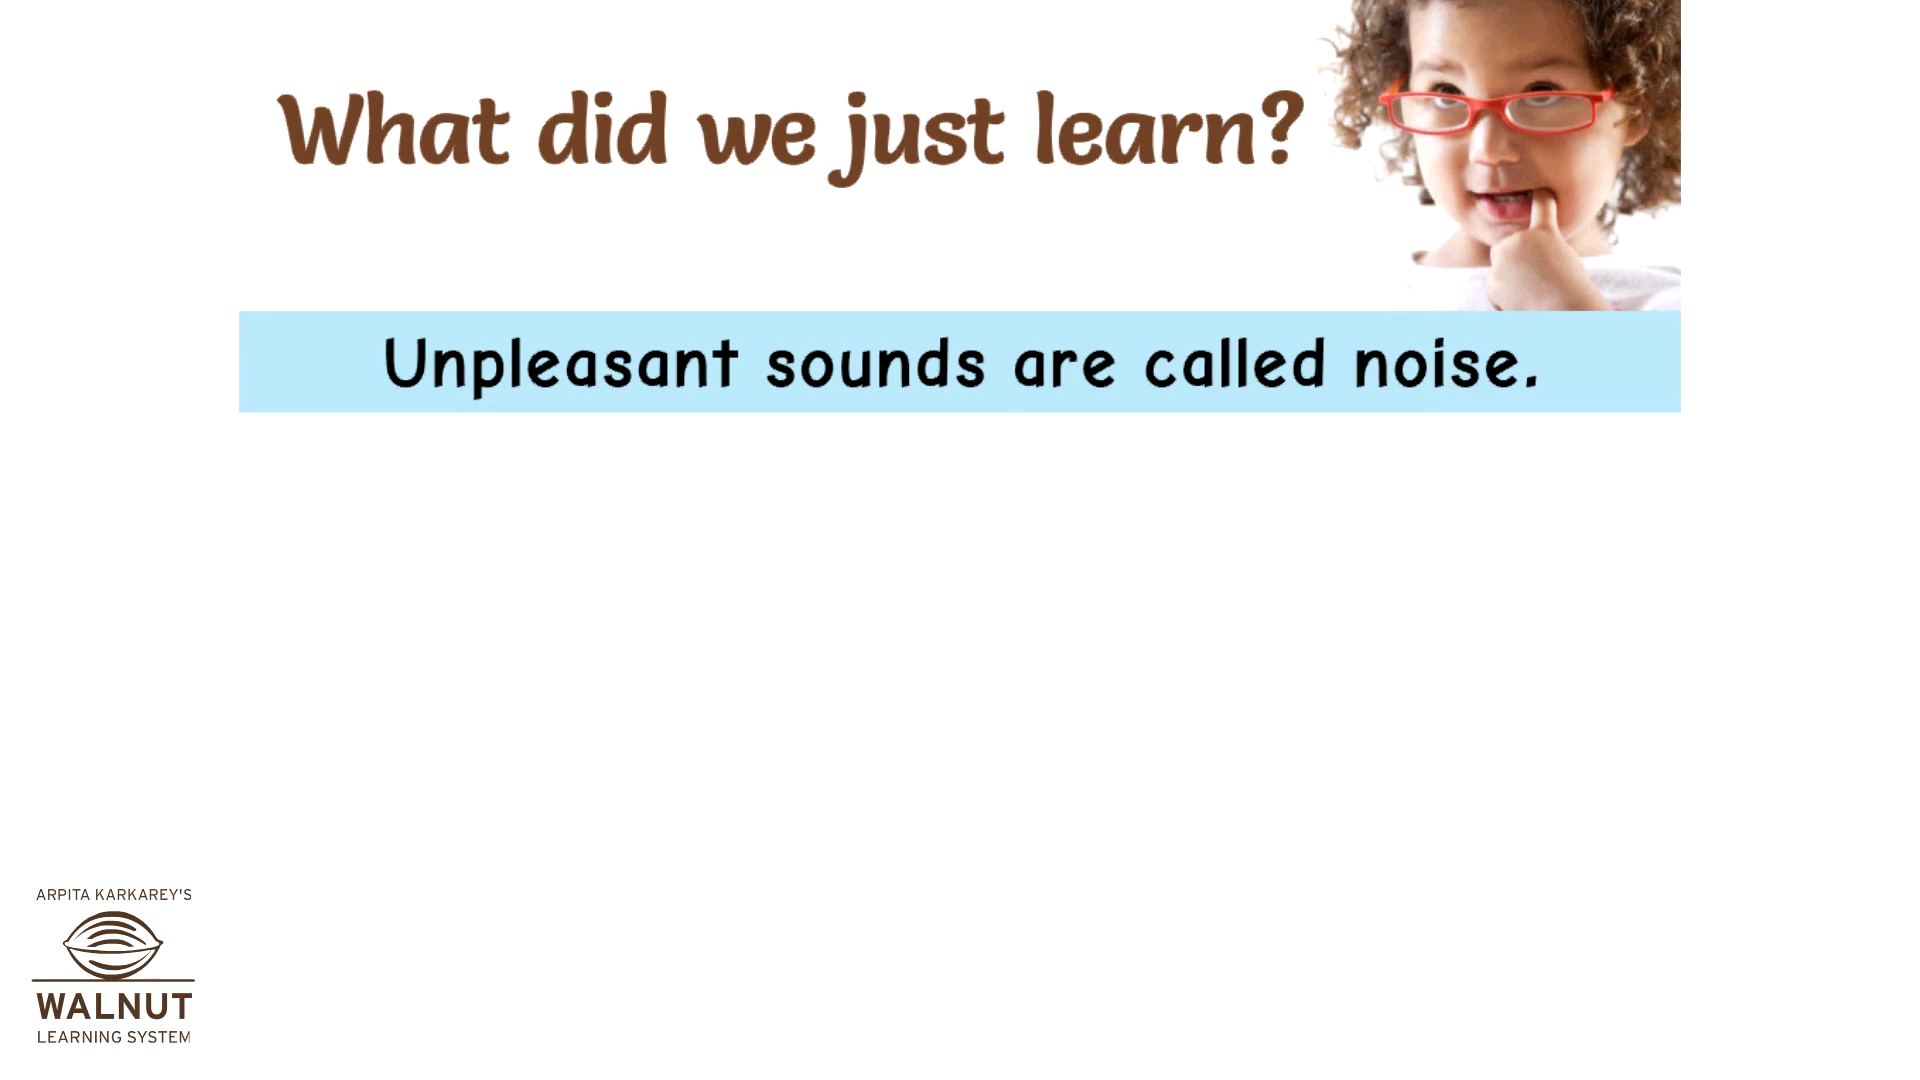 What did we just learn?
Unpleasant sounds are called noise.
ARPITA KARKAREY'S
WALNUT
LEARNING SYSTEM